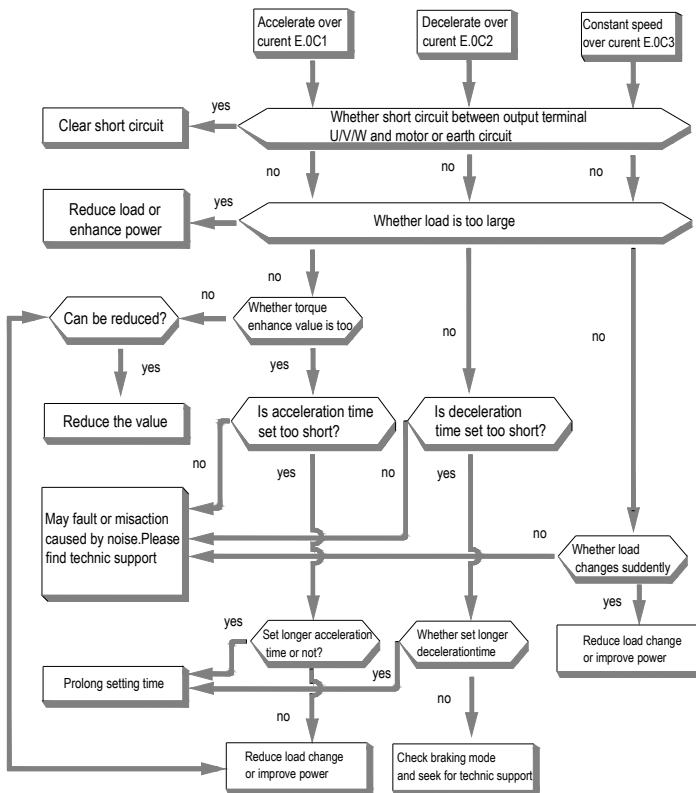 Accelerate over
curent E.0C1
Decelerate over
curent E.0C2
Constant speed
over curent E.0C3
yes
Whether short circuit between output terminal
U/V/W and motor or earth circuit
Clear short circuit
no
no
no
yes
Reduce load or
enhance power
Whether load is too large
no
no
Can be reduced?
Whether torque
enhance value is too
no
no
yes
yes
Reduce the value
Is acceleration time
set too short?
Is deceleration
time set too short?
no
yes
no
yes
May fault or misaction
caused by noise.Please
find technic support
no
Whether load
changes suddently
yes
yes
Set longer acceleration
time or not?
Whether set longer
decelerationtime
Reduce load change
or improve power
Prolong setting time
yes
no
no
Reduce load change
or improve power
Check braking mode
and seek for technic support